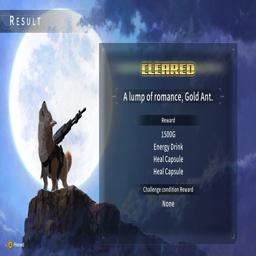 RESULT
CLEARED
A lump of romance, Gold Ant.
Reward
1500G
Energy Drink
Heal Capsule
Heal Capsule
Challenge condition Reward
None
Proceed